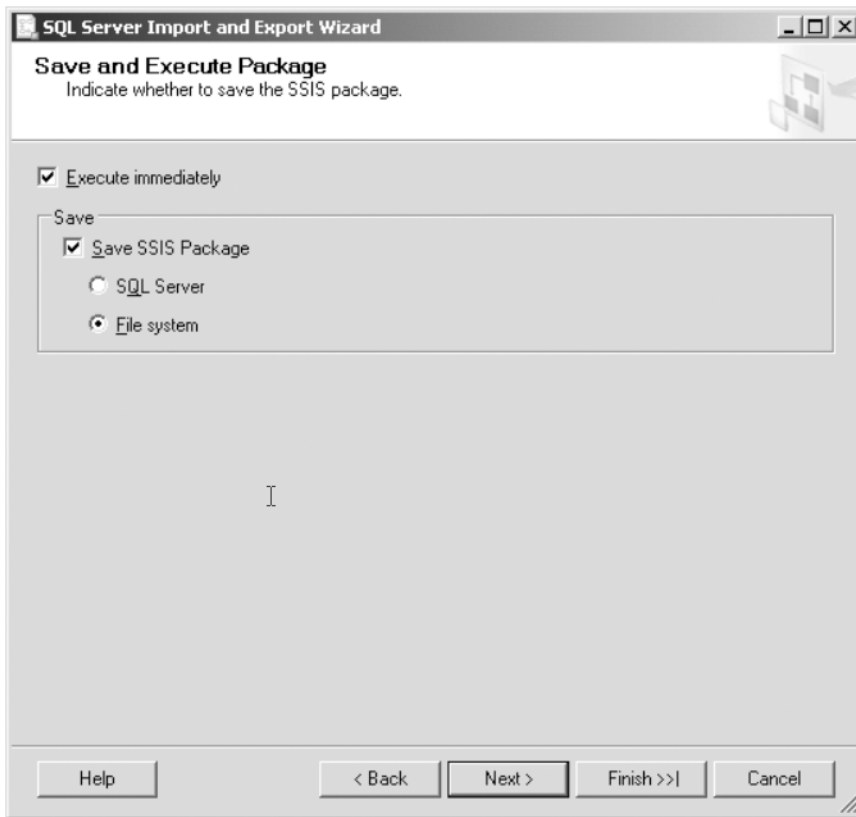 SQL Server Import and Export Wizard
Save and Execute Package
Indicate whether to save the SSIS package.
Execute immediately
Save
Save SSIS Package
SQL Server
File system
Help
< Back
Next >
Finish >>|
Cancel